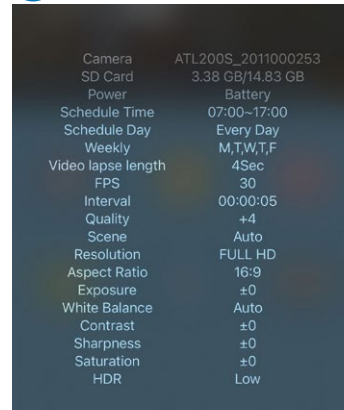 Camera ATL200S_2011000253
SD Card 3.38 GB/14.83 GB
Power Battery
Schedule Time 07:00~17:00
Schedule Day Every Day
Weekly M,T,W,T,F
Video lapse length 4Sec
FPS 30
Interval 00:00:05
Quality +4
Scene Auto
Resolution FULL HD
Aspect Ratio 16:9
Exposure ±0
White Balance Auto
Contrast ±0
Sharpness ±0
Saturation ±0
HDR Low